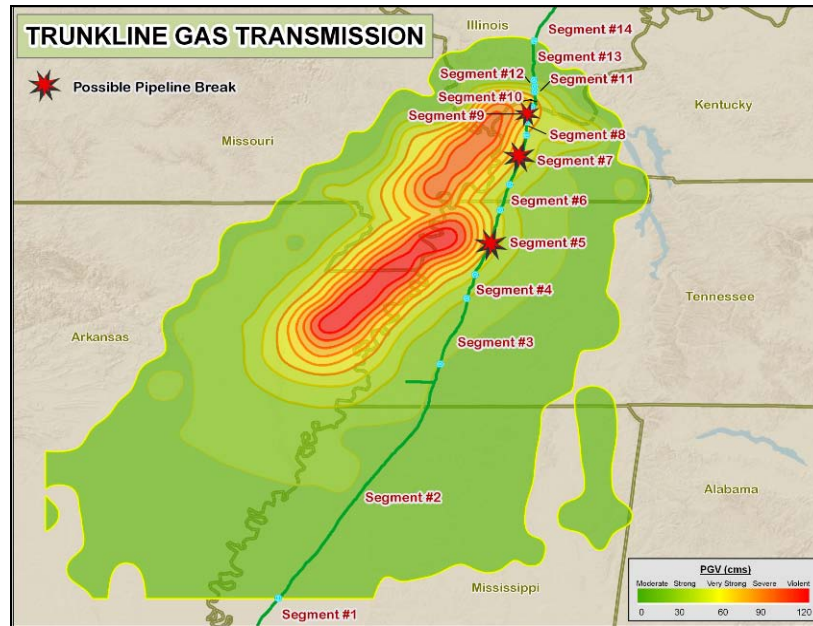 TRUNKLINE GAS TRANSMISSION
Possible Pipeline Break
Illinois
Segment #14
Segment #13
Segment #12
Segment #11
Segment #10
Segment #9
Segment #8
Kentucky
Missouri
Segment #7
Segment #6
Segment #5
Segment #4
Tennessee
Arkansas
Segment #3
Segment #2
Alabama
Mississippi
Segment #1
PGV (cms)
Moderate Strong Very Strong Severe Violent
0 30 60 90 120